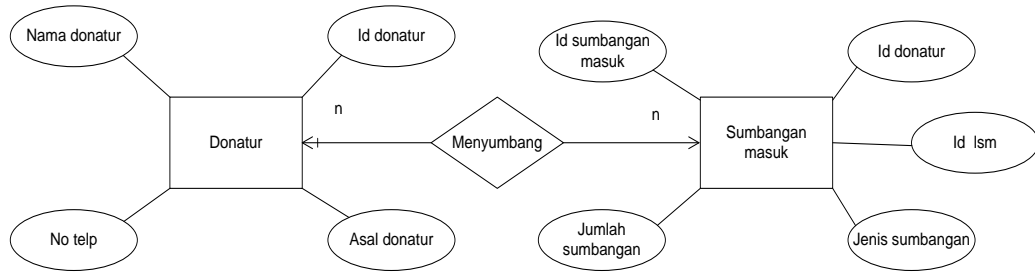 Nama donatur
Id donatur
Id sumbangan
masuk
Id donatur
n
n
Donatur
Menyumbang
Sumbangan
masuk
Id lsm
No telp
Asal donatur
Jumlah
sumbangan
Jenis sumbangan